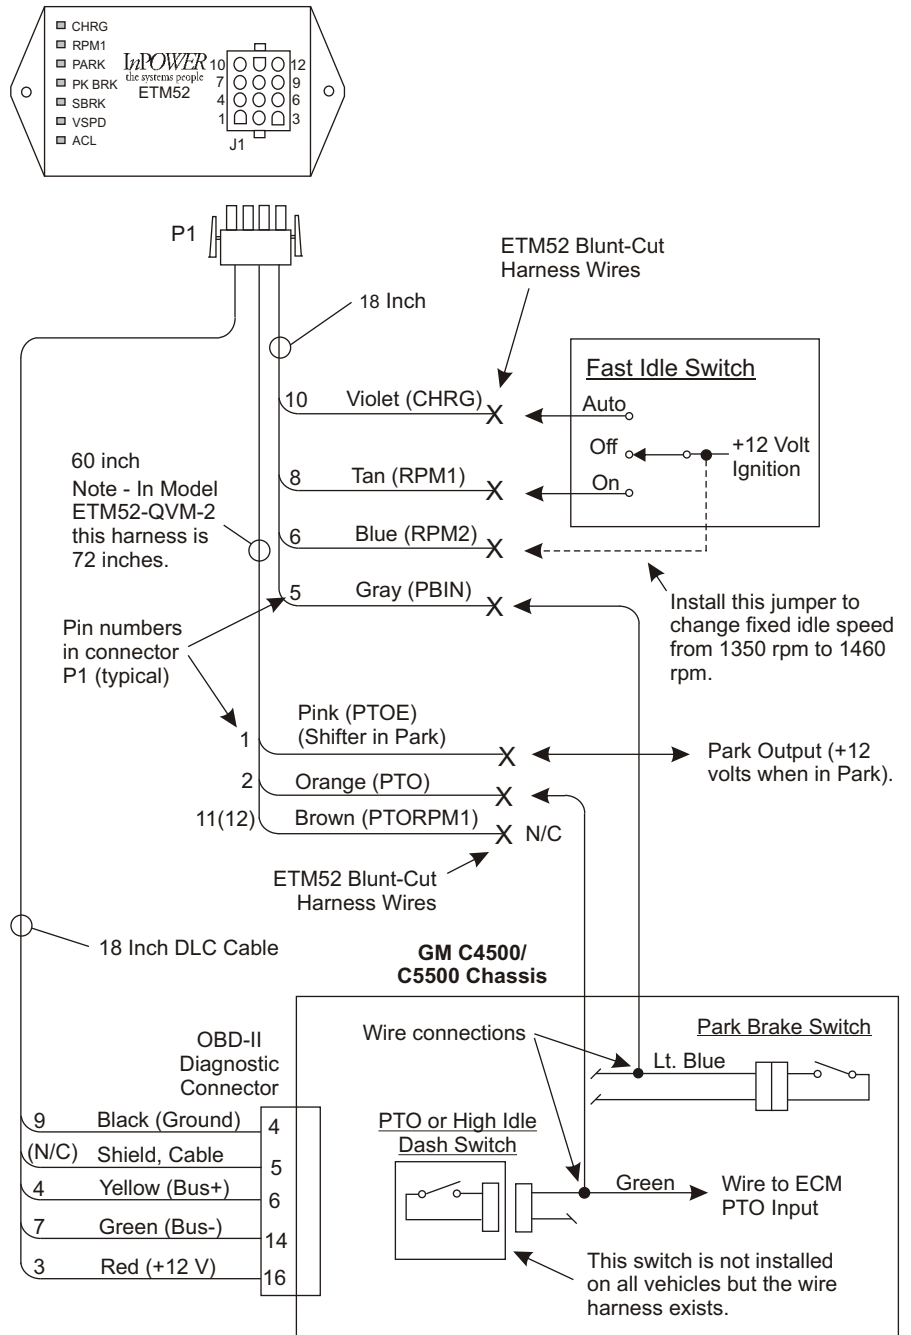 CHRG
RPM1
PARK
PK BRK
SBRK
VSPD
ACL
InPOWER
the systems people
ETM52
10
12
7
9
4
6
1
3
J1
P1
ETM52 Blunt-Cut
Harness Wires
18 Inch
Fast Idle Switch
Auto
Off
On
+12 Volt
Ignition
10
Violet (CHRG)
X
8
Tan (RPM1)
X
6
Blue (RPM2)
X
5
Gray (PBIN)
X
60 inch
Note - In Model
ETM52-QVM-2
this harness is
72 inches.
Install this jumper to
change fixed idle speed
from 1350 rpm to 1460
rpm.
Pin numbers
in connector
P1 (typical)
1
Pink (PTOE)
(Shifter in Park)
X
Park Output (+12
volts when in Park).
2
Orange (PTO)
X
11(12)
Brown (PTORPM1)
X N/C
ETM52 Blunt-Cut
Harness Wires
18 Inch DLC Cable
GM C4500/
C5500 Chassis
Wire connections
Park Brake Switch
Lt. Blue
OBD-II
Diagnostic
Connector
PTO or High Idle
Dash Switch
9
Black (Ground)
4
(N/C)
Shield, Cable
5
4
Yellow (Bus+)
6
7
Green (Bus-)
14
3
Red (+12 V)
16
Green
Wire to ECM
PTO Input
This switch is not installed
on all vehicles but the wire
harness exists.